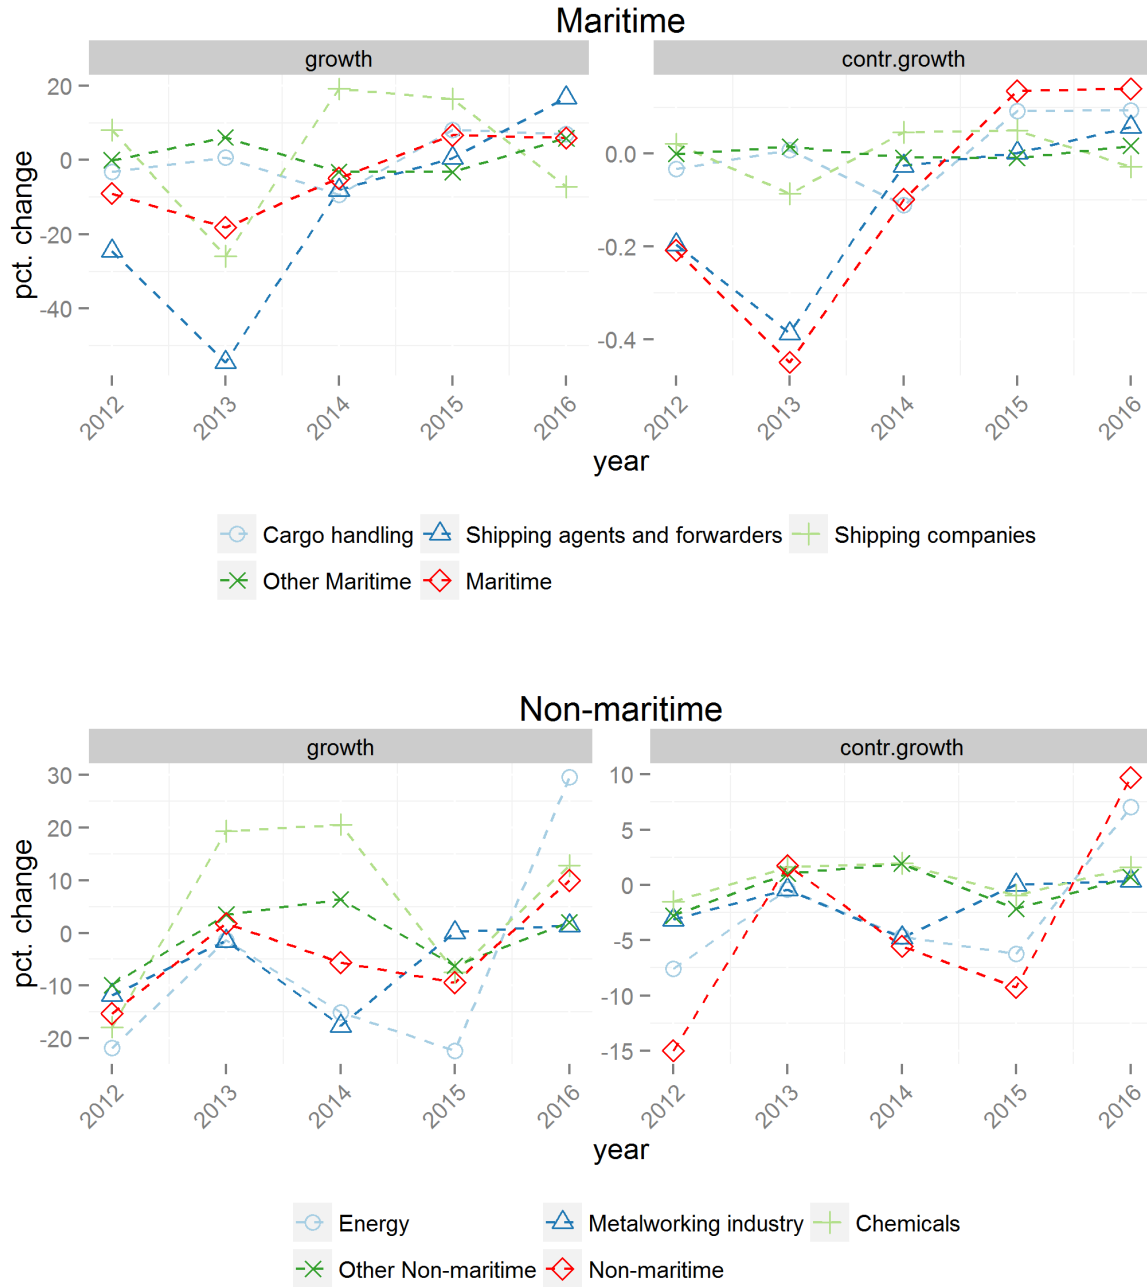 Maritime
growth
contr.growth
pct. change
20
0
-20
-40
0.0
-0.2
-0.4
2012
2013
2014
2015
2016
2012
2013
2014
2015
2016
year
Cargo handling
Shipping agents and forwarders
Shipping companies
Other Maritime
Maritime
Non-maritime
growth
contr.growth
pct. change
30
20
10
0
-10
-20
10
5
0
-5
-10
-15
2012
2013
2014
2015
2016
2012
2013
2014
2015
2016
year
Energy
Metalworking industry
Chemicals
Other Non-maritime
Non-maritime